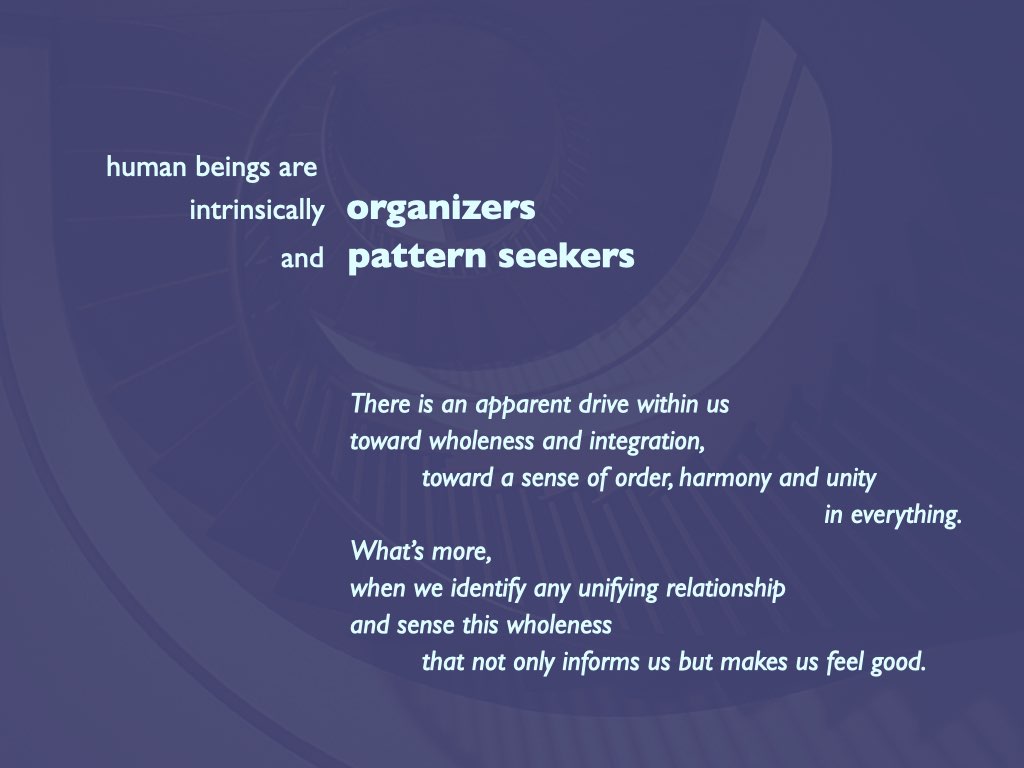 human beings are
intrinsically organizers
and pattern seekers
There is an apparent drive within us
toward wholeness and integration,
toward a sense of order, harmony and unity
in everything.
What’s more,
when we identify any unifying relationship
and sense this wholeness
that not only informs us but makes us feel good.